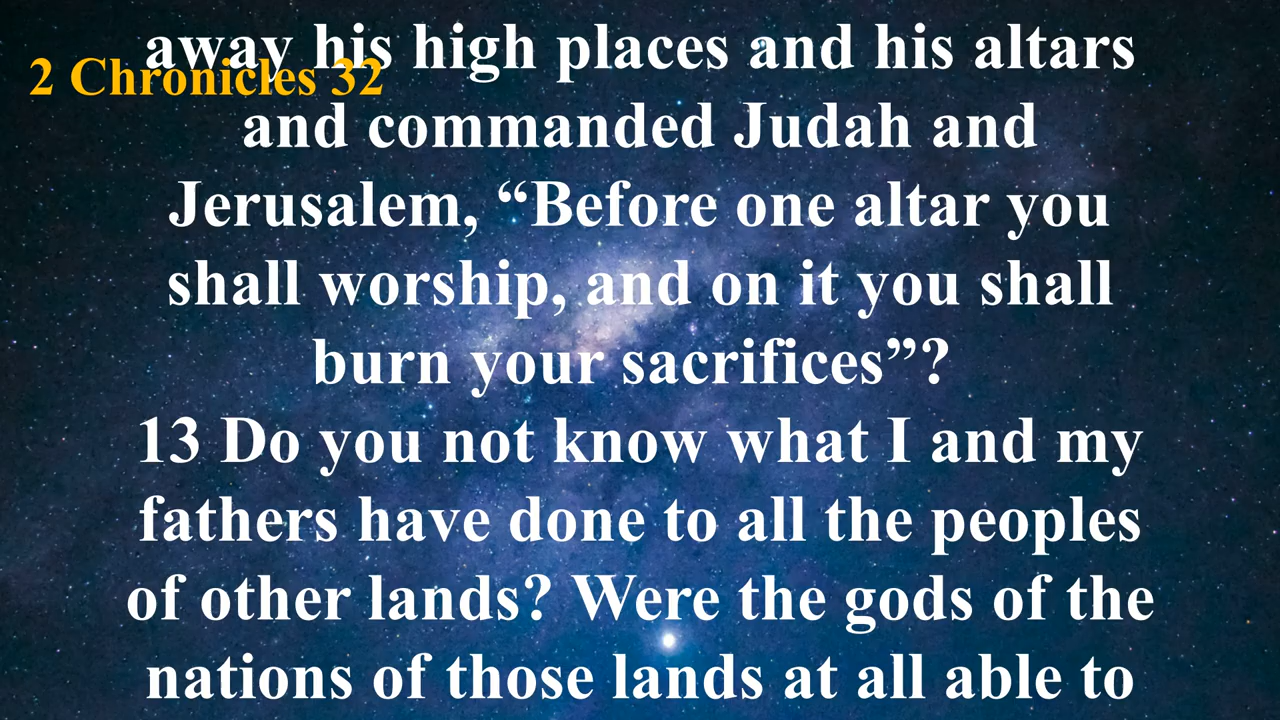 away his high places and his altars
2 Chronicles 32
and commanded Judah and
Jerusalem, “Before one altar you
shall worship, and on it you shall
burn your sacrifices”?
13 Do you not know what I and my
fathers have done to all the peoples
of other lands? Were the gods of the
nations of those lands at all able to